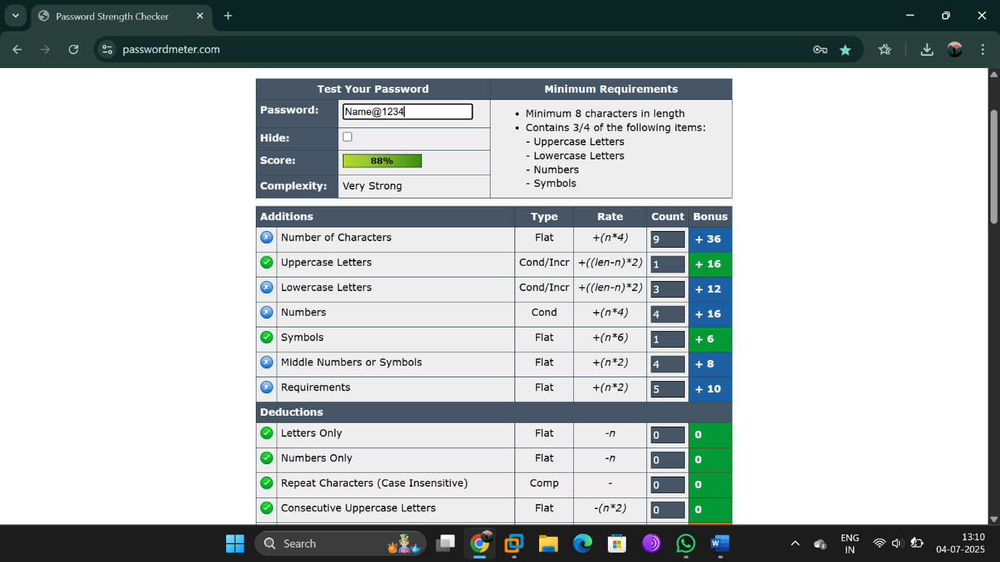 Password Strength Checker
passwordmeter.com
Test Your Password Minimum Requirements
Password: Name@1234
Hide:
Score: 88%
Complexity: Very Strong
• Minimum 8 characters in length
• Contains 3/4 of the following items:
- Uppercase Letters
- Lowercase Letters
- Numbers
- Symbols
Additions Type Rate Count Bonus
Number of Characters Flat +(n*4) 9 + 36
Uppercase Letters Cond/Incr +((len-n)*2) 1 + 16
Lowercase Letters Cond/Incr +((len-n)*2) 3 + 12
Numbers Cond +(n*4) 4 + 16
Symbols Flat +(n*6) 1 + 6
Middle Numbers or Symbols Flat +(n*2) 4 + 8
Requirements Flat +(n*2) 5 + 10
Deductions
Letters Only Flat -n 0 0
Numbers Only Flat -n 0 0
Repeat Characters (Case Insensitive) Comp - 0 0
Consecutive Uppercase Letters Flat -(n*2) 0 0
Search
ENG
IN
13:10
04-07-2025